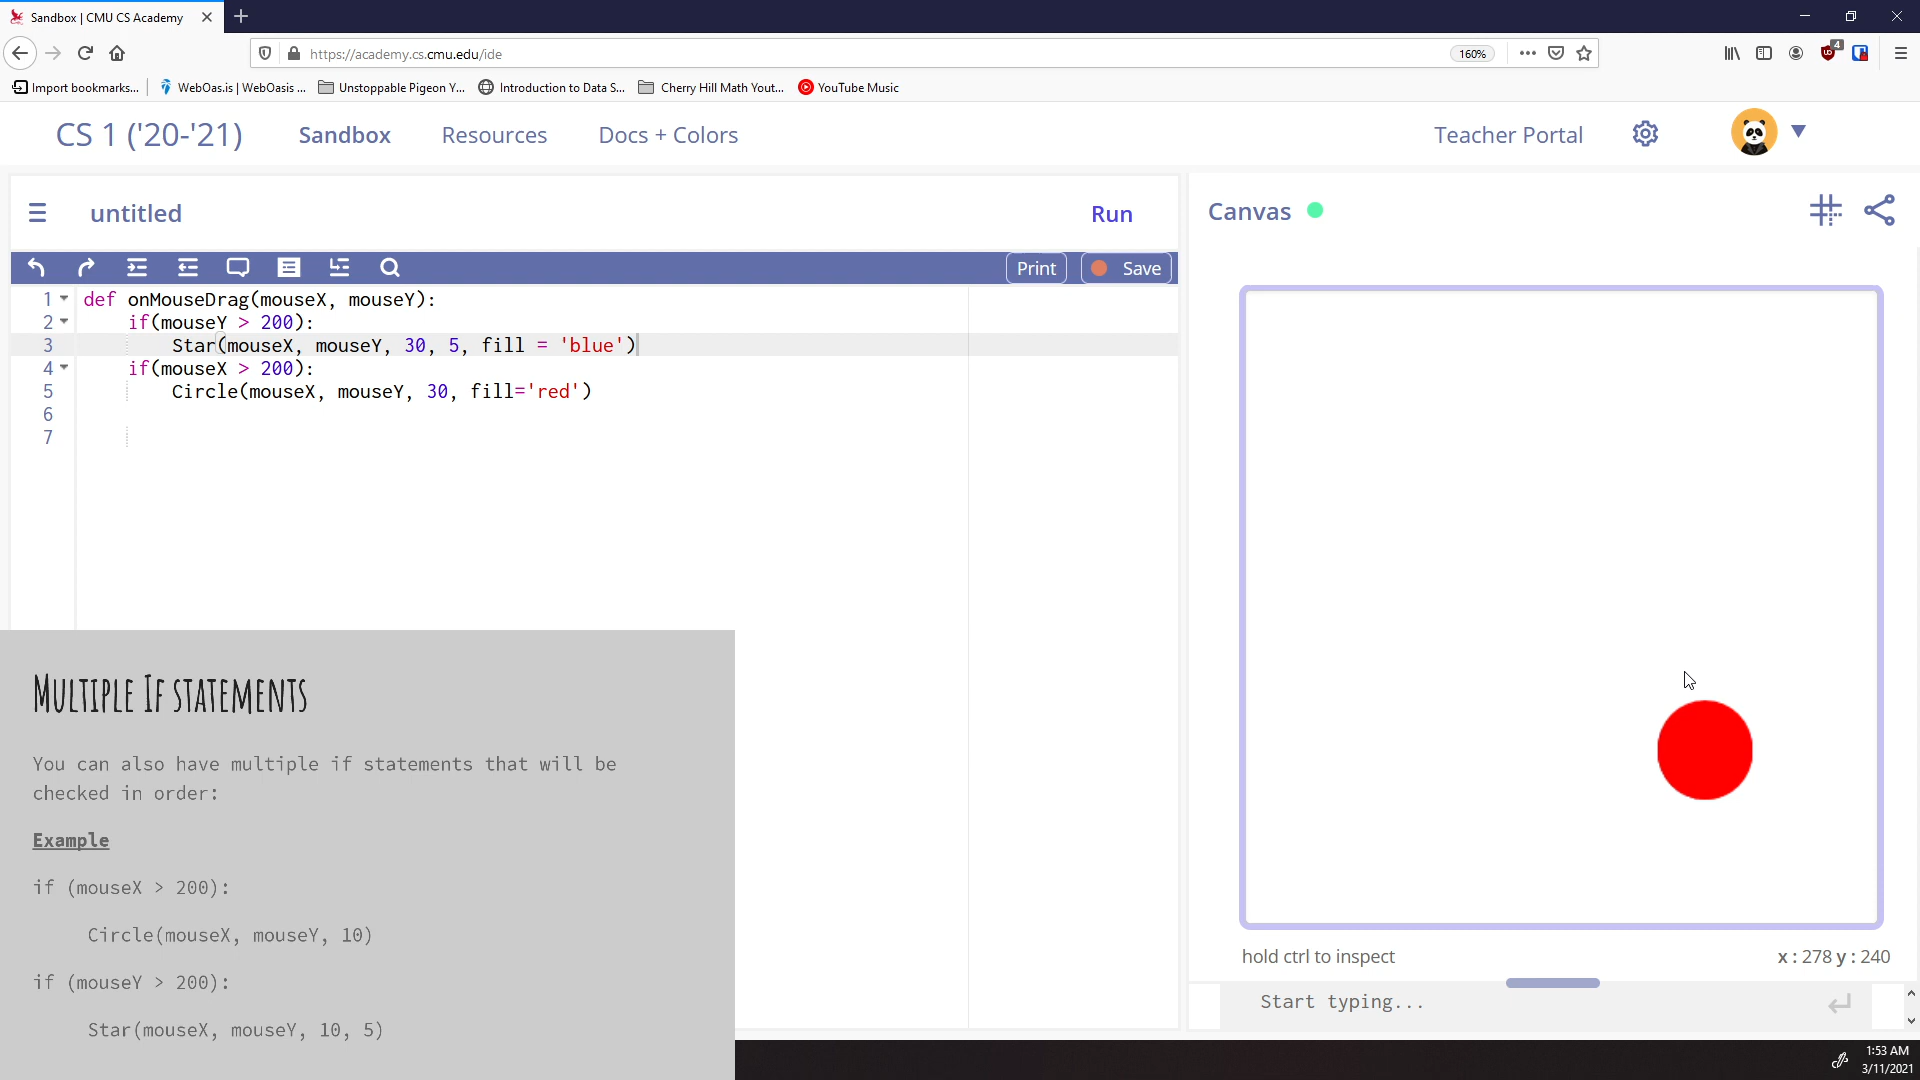 Sandbox | CMU CS Academy
https://academy.cs.cmu.edu/ide
160%
4
Import bookmarks...
WebOas.is | WebOasis ...
Unstoppable Pigeon Y...
Introduction to Data S...
Cherry Hill Math Yout...
YouTube Music
CS 1 ('20-'21)
Sandbox
Resources
Docs + Colors
Teacher Portal
untitled
Run
Canvas
Print
Save
1 def onMouseDrag(mouseX, mouseY):
2 if(mouseY > 200):
3 Star(mouseX, mouseY, 30, 5, fill = 'blue')
4 if(mouseX > 200):
5 Circle(mouseX, mouseY, 30, fill='red')
6
7
Multiple If statements
You can also have multiple if statements that will be
checked in order:
Example
if (mouseX > 200):
Circle(mouseX, mouseY, 10)
if (mouseY > 200):
Star(mouseX, mouseY, 10, 5)
hold ctrl to inspect
x : 278 y : 240
Start typing...
1:53 AM
3/11/2021